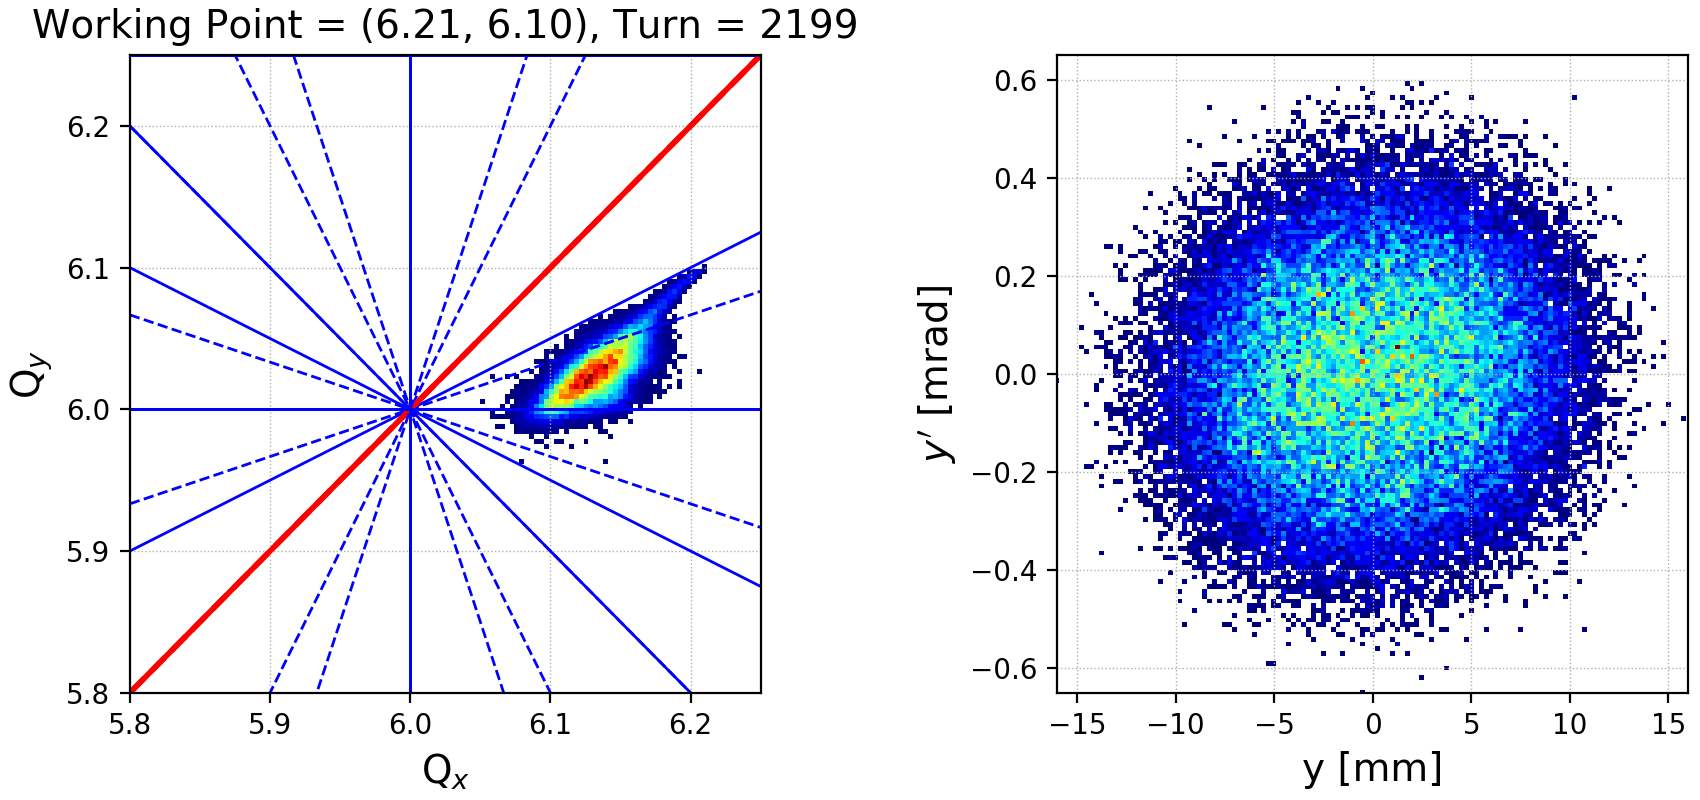 Working Point = (6.21, 6.10), Turn = 2199
6.2
6.1
6.0
5.9
5.8
Q_y
5.8 5.9 6.0 6.1 6.2
Q_x
0.6
0.4
0.2
0.0
−0.2
−0.4
−0.6
y′ [mrad]
−15 −10 −5 0 5 10 15
y [mm]